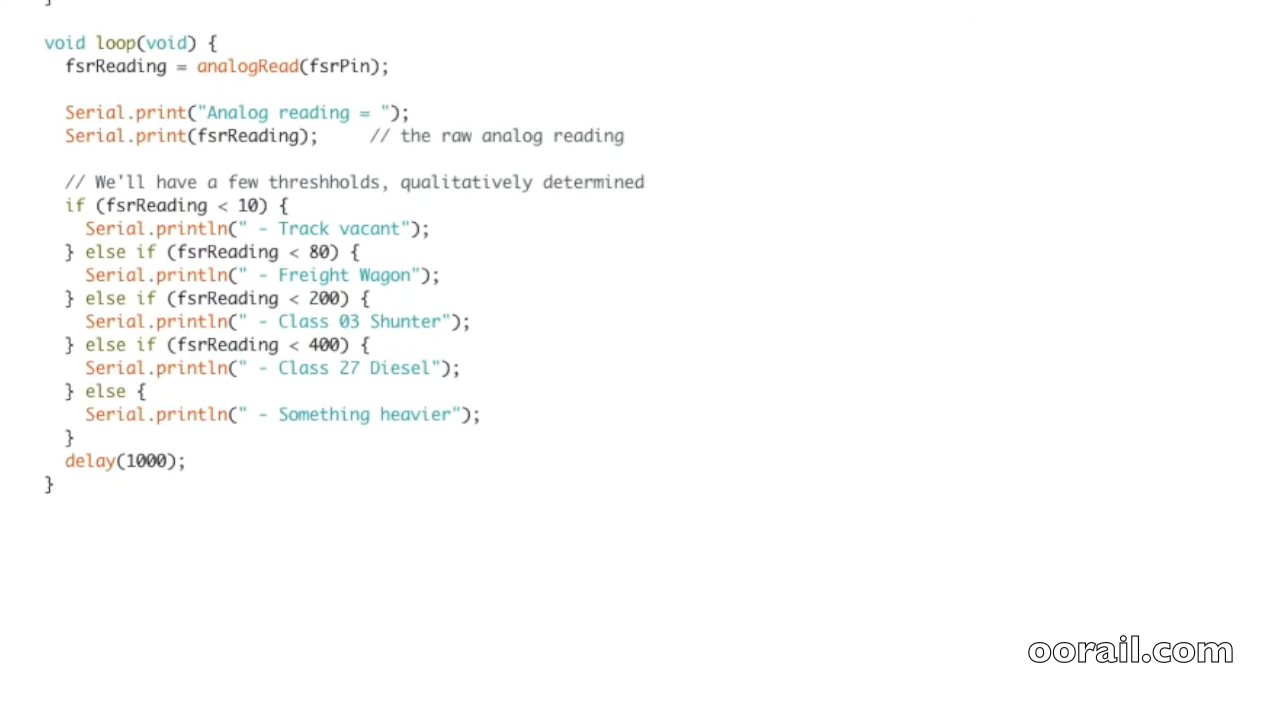 }
void loop(void) {
fsrReading = analogRead(fsrPin);
Serial.print("Analog reading = ");
Serial.print(fsrReading);     // the raw analog reading
// We'll have a few threshholds, qualitatively determined
if (fsrReading < 10) {
Serial.println(" - Track vacant");
} else if (fsrReading < 80) {
Serial.println(" - Freight Wagon");
} else if (fsrReading < 200) {
Serial.println(" - Class 03 Shunter");
} else if (fsrReading < 400) {
Serial.println(" - Class 27 Diesel");
} else {
Serial.println(" - Something heavier");
}
delay(1000);
}
oorail.com